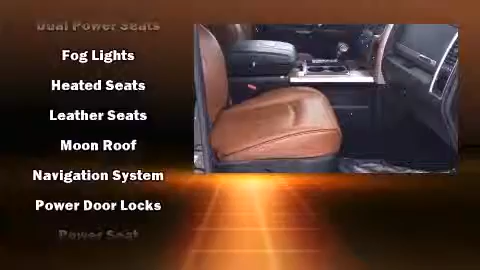 Dual Power Seats
Fog Lights
Heated Seats
Leather Seats
Moon Roof
Navigation System
Power Door Locks
Power Seat